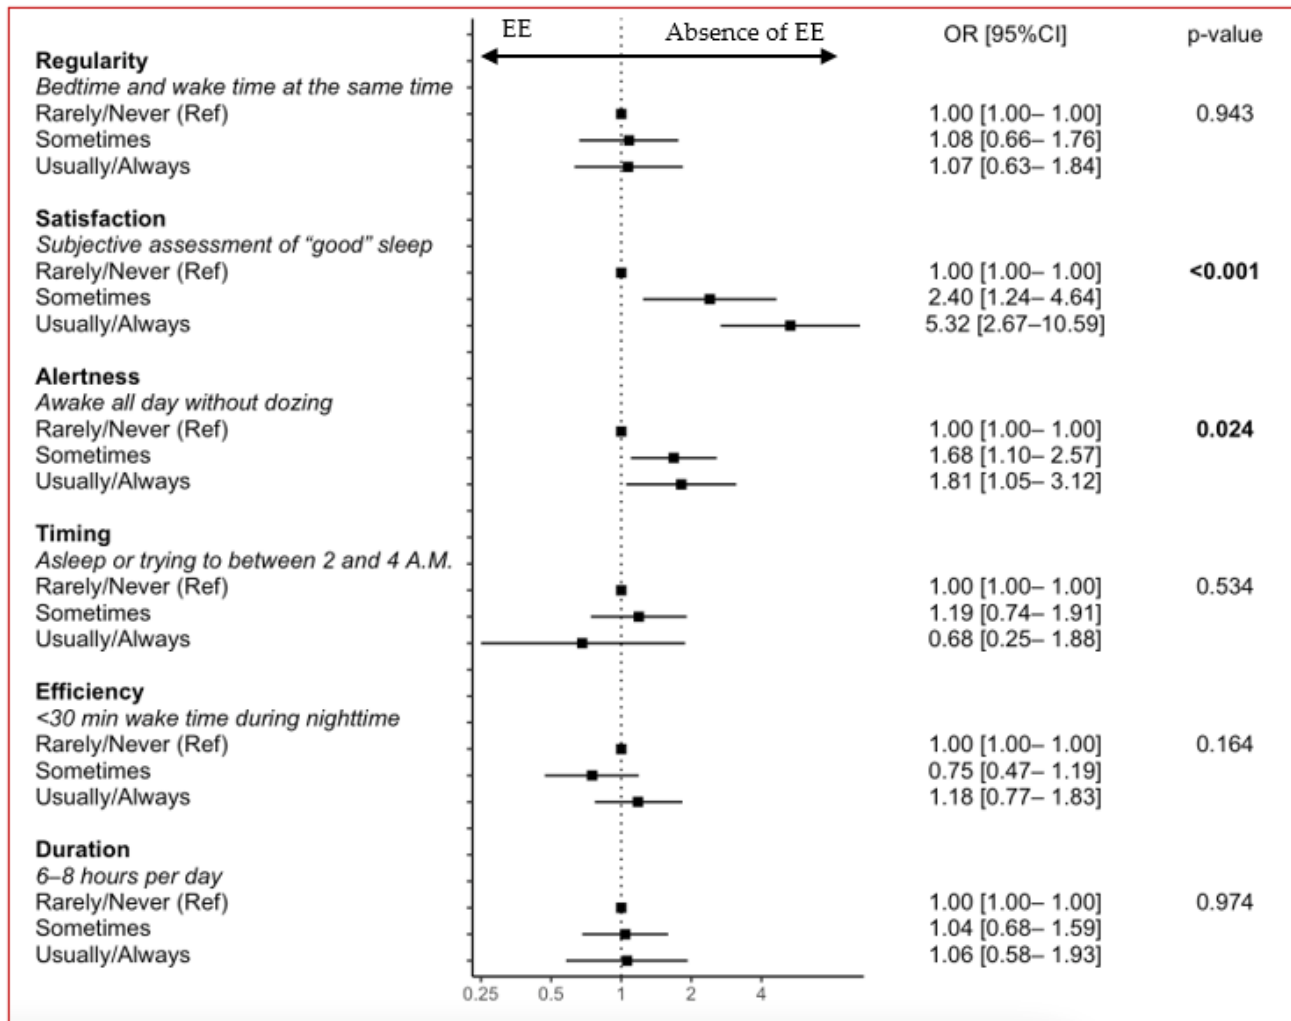 EE Absence of EE OR [95%CI] p-value
Regularity
Bedtime and wake time at the same time
Rarely/Never (Ref) 1.00 [1.00– 1.00] 0.943
Sometimes 1.08 [0.66– 1.76]
Usually/Always 1.07 [0.63– 1.84]
Satisfaction
Subjective assessment of “good” sleep
Rarely/Never (Ref) 1.00 [1.00– 1.00] <0.001
Sometimes 2.40 [1.24– 4.64]
Usually/Always 5.32 [2.67–10.59]
Alertness
Awake all day without dozing
Rarely/Never (Ref) 1.00 [1.00– 1.00] 0.024
Sometimes 1.68 [1.10– 2.57]
Usually/Always 1.81 [1.05– 3.12]
Timing
Asleep or trying to between 2 and 4 A.M.
Rarely/Never (Ref) 1.00 [1.00– 1.00] 0.534
Sometimes 1.19 [0.74– 1.91]
Usually/Always 0.68 [0.25– 1.88]
Efficiency
<30 min wake time during nighttime
Rarely/Never (Ref) 1.00 [1.00– 1.00] 0.164
Sometimes 0.75 [0.47– 1.19]
Usually/Always 1.18 [0.77– 1.83]
Duration
6–8 hours per day
Rarely/Never (Ref) 1.00 [1.00– 1.00] 0.974
Sometimes 1.04 [0.68– 1.59]
Usually/Always 1.06 [0.58– 1.93]
0.25 0.5 1 2 4